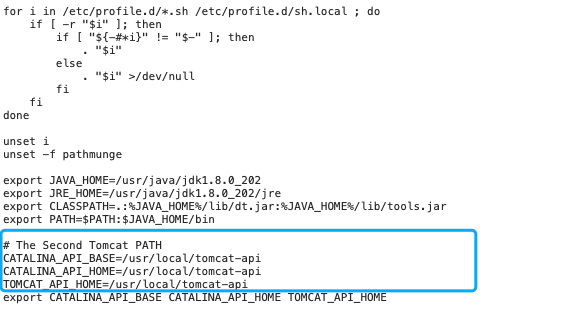 for i in /etc/profile.d/*.sh /etc/profile.d/sh.local ; do
    if [ -r "$i" ]; then
        if [ "${-#*i}" != "$-" ]; then
            . "$i"
        else
            . "$i" >/dev/null
        fi
    fi
done

unset i
unset -f pathmunge

export JAVA_HOME=/usr/java/jdk1.8.0_202
export JRE_HOME=/usr/java/jdk1.8.0_202/jre
export CLASSPATH=.:%JAVA_HOME%/lib/dt.jar:%JAVA_HOME%/lib/tools.jar
export PATH=$PATH:$JAVA_HOME/bin

# The Second Tomcat PATH
CATALINA_API_BASE=/usr/local/tomcat-api
CATALINA_API_HOME=/usr/local/tomcat-api
TOMCAT_API_HOME=/usr/local/tomcat-api
export CATALINA_API_BASE CATALINA_API_HOME TOMCAT_API_HOME